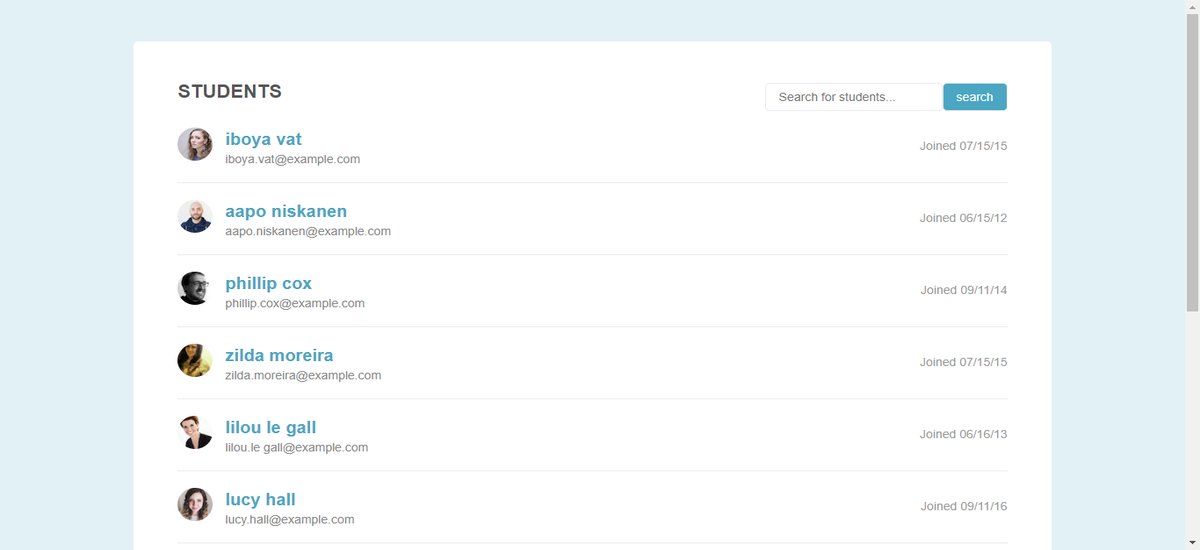 STUDENTS
Search for students...
search
iboya vat
iboya.vat@example.com
Joined 07/15/15
aapo niskanen
aapo.niskanen@example.com
Joined 06/15/12
phillip cox
phillip.cox@example.com
Joined 09/11/14
zilda moreira
zilda.moreira@example.com
Joined 07/15/15
lilou le gall
lilou.le gall@example.com
Joined 06/16/13
lucy hall
lucy.hall@example.com
Joined 09/11/16